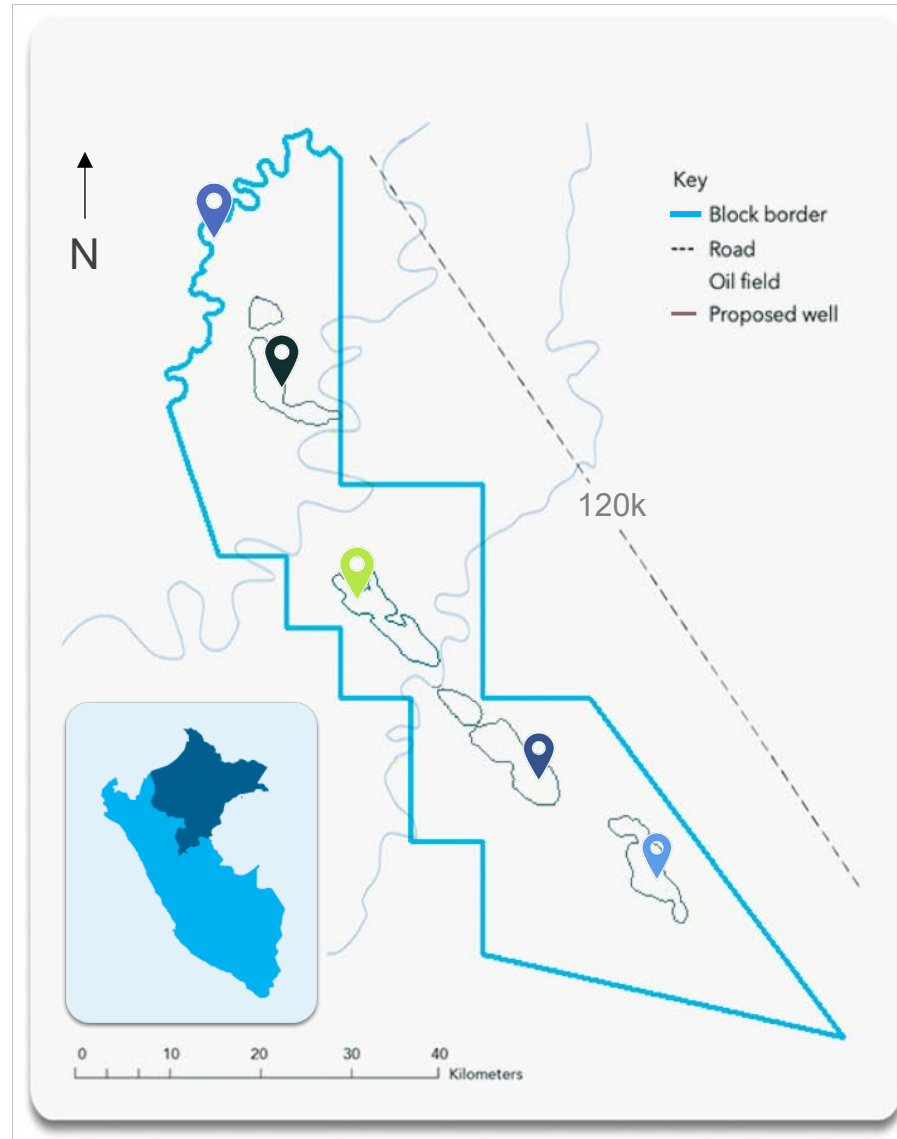 N
Key
Block border
Road
Oil field
Proposed well
120k
0 10 20 30 40
Kilometers